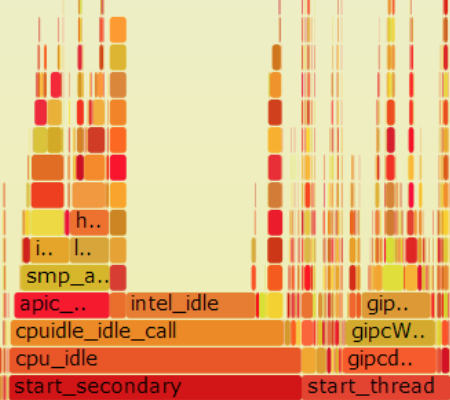 h..
i.. l..
smp_a..
apic_.. intel_idle gip..
cpuidle_idle_call gipcW..
cpu_idle gipcd..
start_secondary start_thread